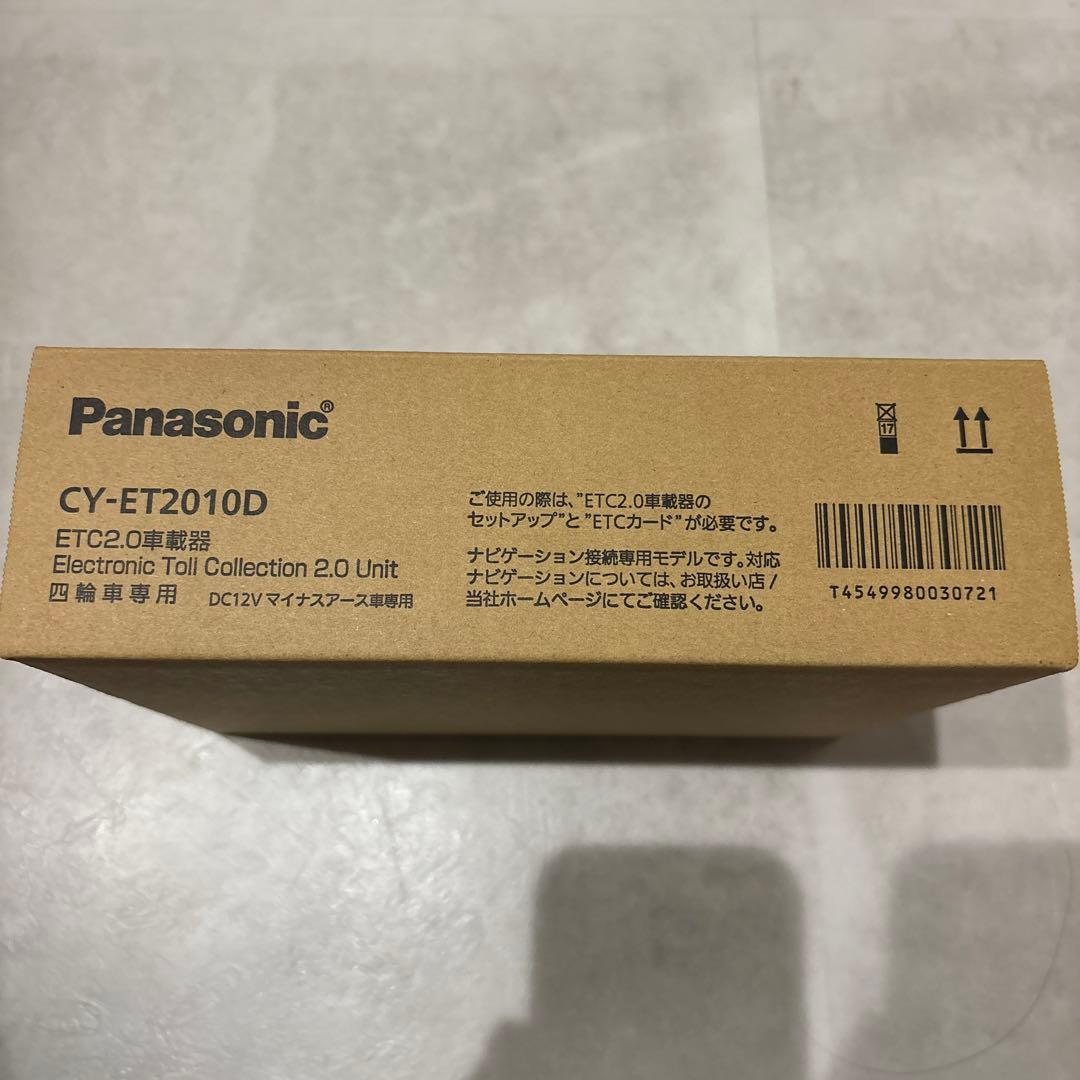 Panasonic®
CY-ET2010D
ETC2.0車載器
Electronic Toll Collection 2.0 Unit
四輪車専用 DC12V マイナスアース車専用
ご使用の際は、"ETC2.0車載器の
セットアップ"と"ETCカード"が必要です。
ナビゲーション接続専用モデルです。対応
ナビゲーションについては、お取扱い店/
当社ホームページにてご確認ください。
17
T4549980030721